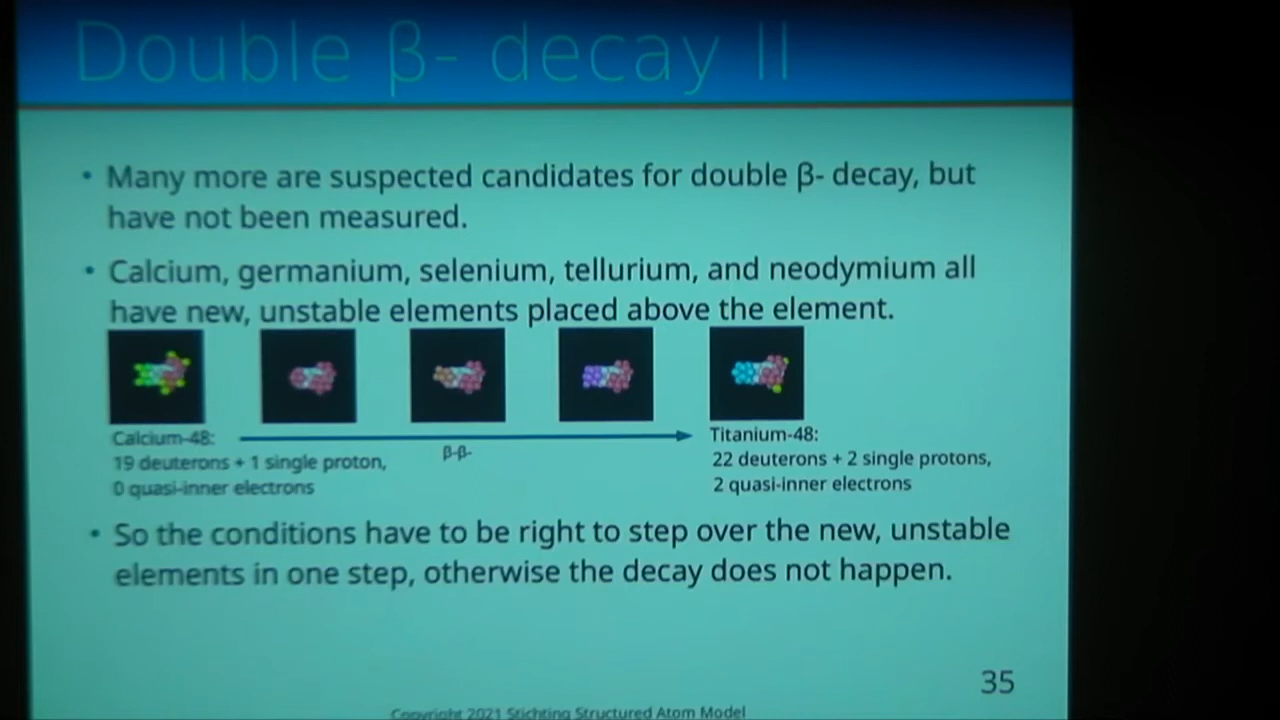 Double β- decay II
• Many more are suspected candidates for double β- decay, but
have not been measured.
• Calcium, germanium, selenium, tellurium, and neodymium all
have new, unstable elements placed above the element.
Calcium-48:
19 deuterons + 1 single proton,
0 quasi-inner electrons
β-β-
Titanium-48:
22 deuterons + 2 single protons,
2 quasi-inner electrons
• So the conditions have to be right to step over the new, unstable
elements in one step, otherwise the decay does not happen.
35
Copyright 2021 Stichting Structured Atom Model